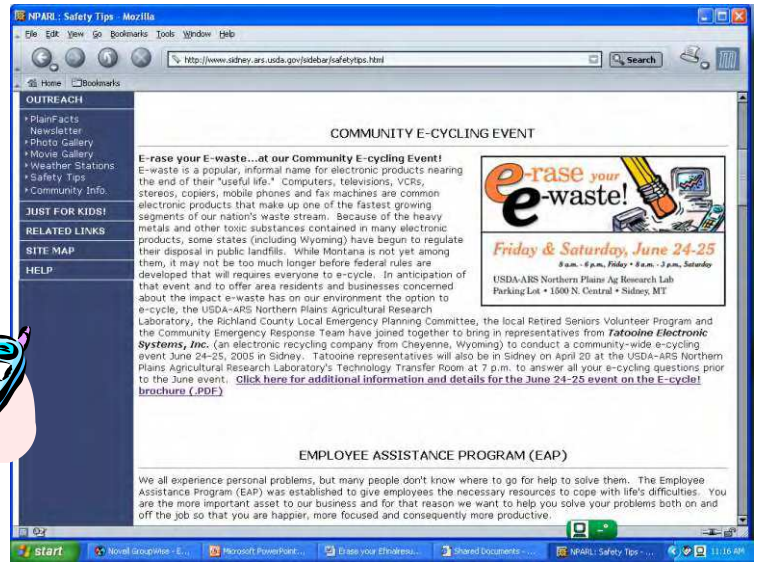 NPARL: Safety Tips - Mozilla
File Edit View Go Bookmarks Tools Window Help
http://www.sidney.ars.usda.gov/sidebar/safetytips.html
Search
Home Bookmarks
OUTREACH
PlainFacts
Newsletter
Photo Gallery
Movie Gallery
Weather Stations
Safety Tips
Community Info.
JUST FOR KIDS!
RELATED LINKS
SITE MAP
HELP
COMMUNITY E-CYCLING EVENT
E-rase your E-waste...at our Community E-cycling Event!
E-waste is a popular, informal name for electronic products nearing
the end of their "useful life." Computers, televisions, VCRs,
stereos, copiers, mobile phones and fax machines are common
electronic products that make up one of the fastest growing
segments of our nation's waste stream. Because of the heavy
metals and other toxic substances contained in many electronic
products, some states (including Wyoming) have begun to regulate
their disposal in public landfills. While Montana is not yet among
them, it may not be too much longer before federal rules are
developed that will requires everyone to e-cycle. In anticipation of
that event and to offer area residents and businesses concerned
about the impact e-waste has on our environment the option to
e-cycle, the USDA-ARS Northern Plains Agricultural Research
Laboratory, the Richland County Local Emergency Planning Committee, the local Retired Seniors Volunteer Program and
the Community Emergency Response Team have joined together to bring in representatives from Tatooine Electronic
Systems, Inc. (an electronic recycling company from Cheyenne, Wyoming) to conduct a community-wide e-cycling
event June 24-25, 2005 in Sidney. Tatooine representatives will also be in Sidney on April 20 at the USDA-ARS Northern
Plains Agricultural Research Laboratory's Technology Transfer Room at 7 p.m. to answer all your e-cycling questions prior
to the June event. Click here for additional information and details for the June 24-25 event on the E-cycle!
brochure (.PDF)
e-rase your
e-waste!
Friday & Saturday, June 24-25
8 a.m. - 6 p.m., Friday • 8 a.m. - 3 p.m., Saturday
USDA-ARS Northern Plains Ag Research Lab
Parking Lot • 1500 N. Central • Sidney, MT
EMPLOYEE ASSISTANCE PROGRAM (EAP)
We all experience personal problems, but many people don't know where to go for help to solve them. The Employee
Assistance Program (EAP) was established to give employees the necessary resources to cope with life's difficulties. You
are the more important asset to our business and for that reason we want to help you solve your problems both on and
off the job so that you are happier, more focused and consequently more productive.
start
Novell GroupWise - E...
Microsoft PowerPoint...
Erase your Efinalresu...
Shared Documents - ...
NPARL: Safety Tips - ...
11:16 AM